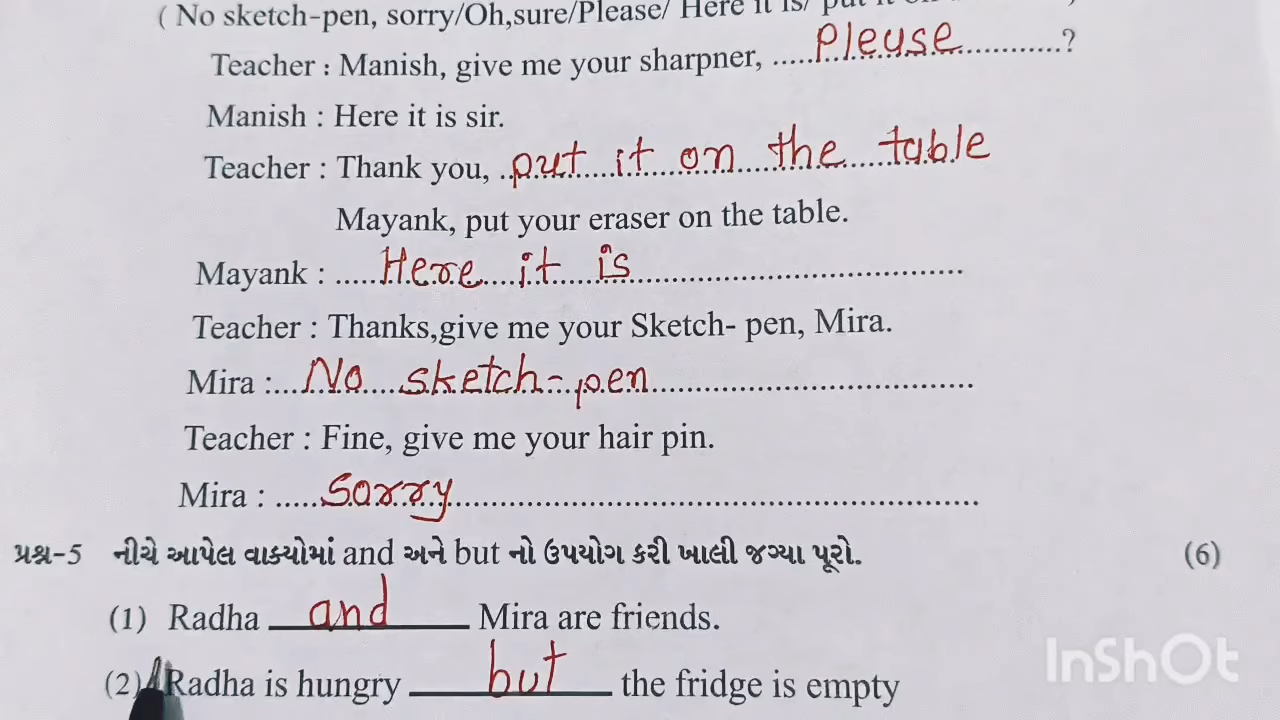 ( No sketch-pen, sorry/Oh,sure/Please/ Here it is/ put it on
Teacher : Manish, give me your sharpner, ..... please ............?
Manish : Here it is sir.
Teacher : Thank you, put it on the table
Mayank, put your eraser on the table.
Mayank : ..... Here it is ..............................
Teacher : Thanks,give me your Sketch- pen, Mira.
Mira :... No sketch-pen ..............................
Teacher : Fine, give me your hair pin.
Mira : ..... Sorry ..............................
પ્રશ્ન-5 નીચે આપેલ વાક્યોમાં and અને but નો ઉપયોગ કરી ખાલી જગ્યા પૂરો. (6)
(1) Radha and Mira are friends.
(2) Radha is hungry but the fridge is empty
InShOt